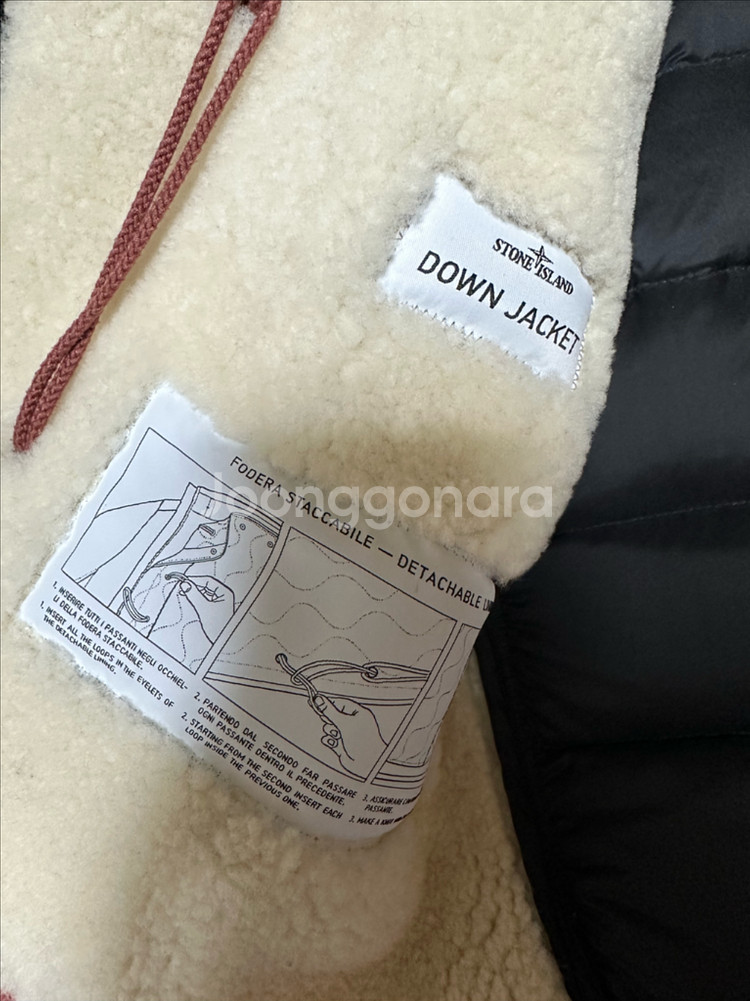 STONE ISLAND
DOWN JACKET
Joonggonara
FODERA STACCABILE — DETACHABLE
1. INSERIRE TUTTI I PASSANTI NEGLI OCCHIEL-
LI DELLA FODERA STACCABILE.
1. INSERT ALL THE LOOPS IN THE EYELETS OF
THE DETACHABLE LINING.
2. PARTENDO DAL SECONDO FAR PASSARE
OGNI PASSANTE DENTRO IL PRECEDENTE.
2. STARTING FROM THE SECOND INSERT EACH
LOOP INSIDE THE PREVIOUS ONE.
3. ASSICURARE
PASSANTE.
3. MAKE A KNOT